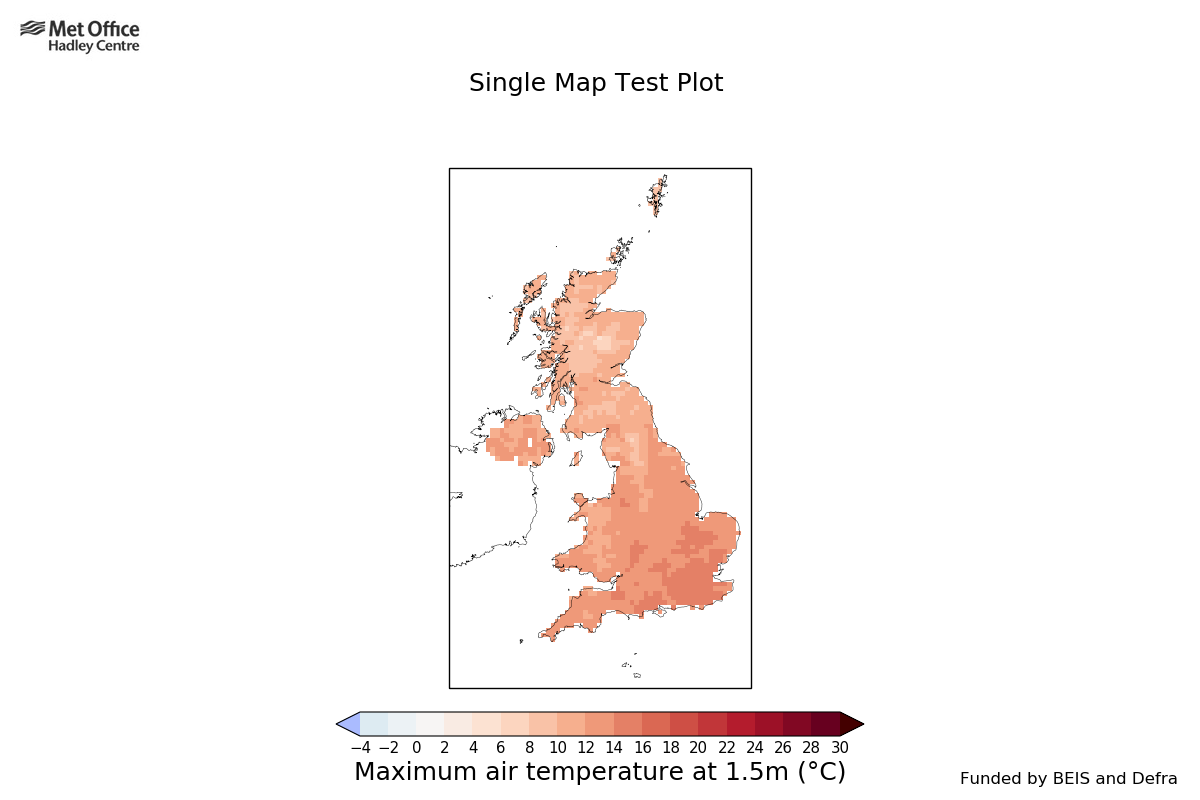 Met Office
Hadley Centre
Single Map Test Plot
−4 −2 0 2 4 6 8 10 12 14 16 18 20 22 24 26 28 30
Maximum air temperature at 1.5m (°C)
Funded by BEIS and Defra